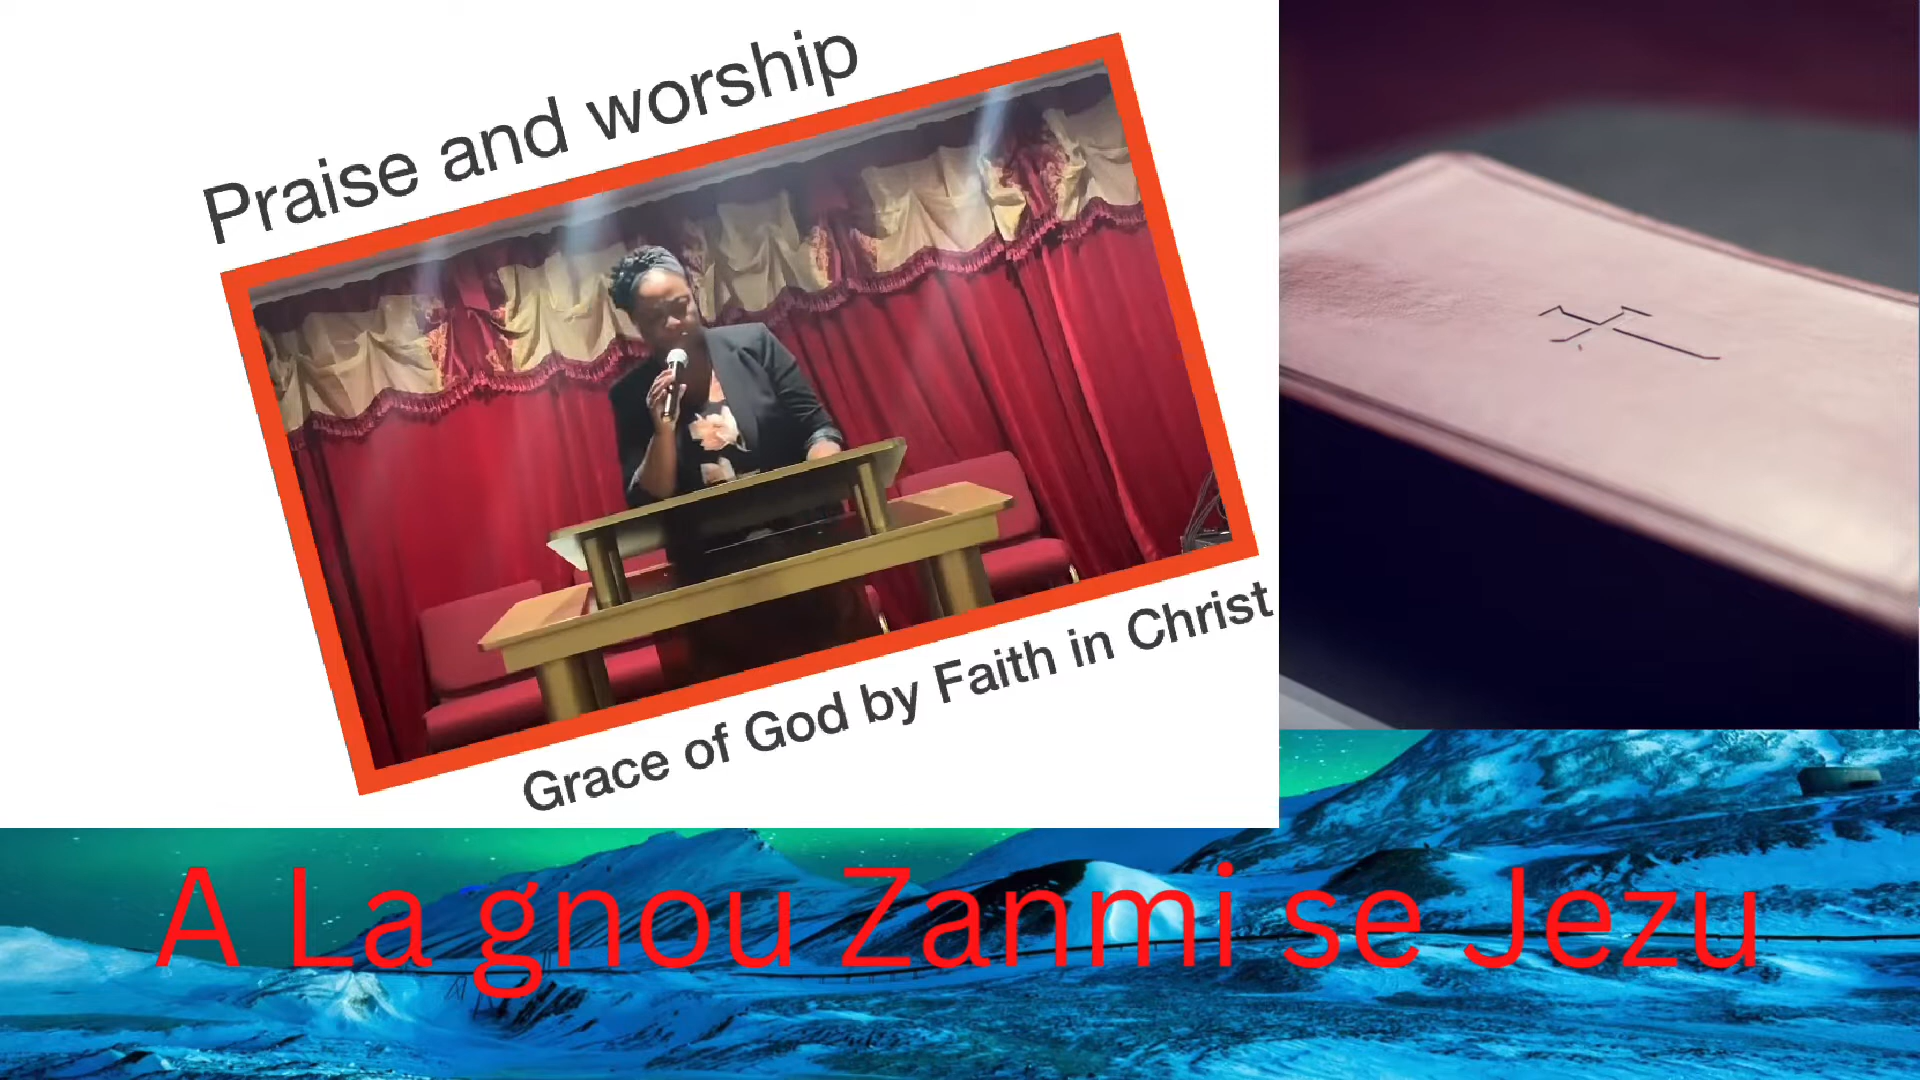 Praise and worship
Grace of God by Faith in Christ
A La gnou Zanmi se Jezu